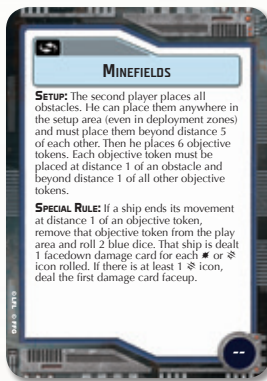 MINEFIELDS
SETUP: The second player places all
obstacles. He can place them anywhere in
the setup area (even in deployment zones)
and must place them beyond distance 5
of each other. Then he places 6 objective
tokens. Each objective token must be
placed at distance 1 of an obstacle and
beyond distance 1 of all other objective
tokens.
SPECIAL RULE: If a ship ends its movement
at distance 1 of an objective token,
remove that objective token from the play
area and roll 2 blue dice. That ship is dealt
1 facedown damage card for each or
icon rolled. If there is at least 1 icon,
deal the first damage card faceup.
© LFL © FFG
--